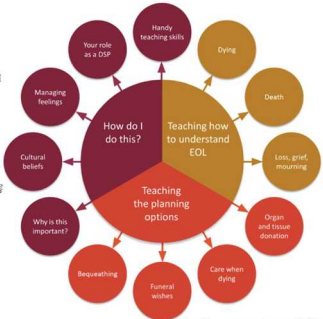 Handy
teaching skills
Your role
as a DSP
Dying
Managing
feelings
Death
How do I
do this?
Teaching how
to understand
EOL
Cultural
beliefs
Loss, grief,
mourning
Teaching
the planning
options
Why is this
important?
Organ
and tissue
donation
Bequeathing
Care when
dying
Funeral
wishes